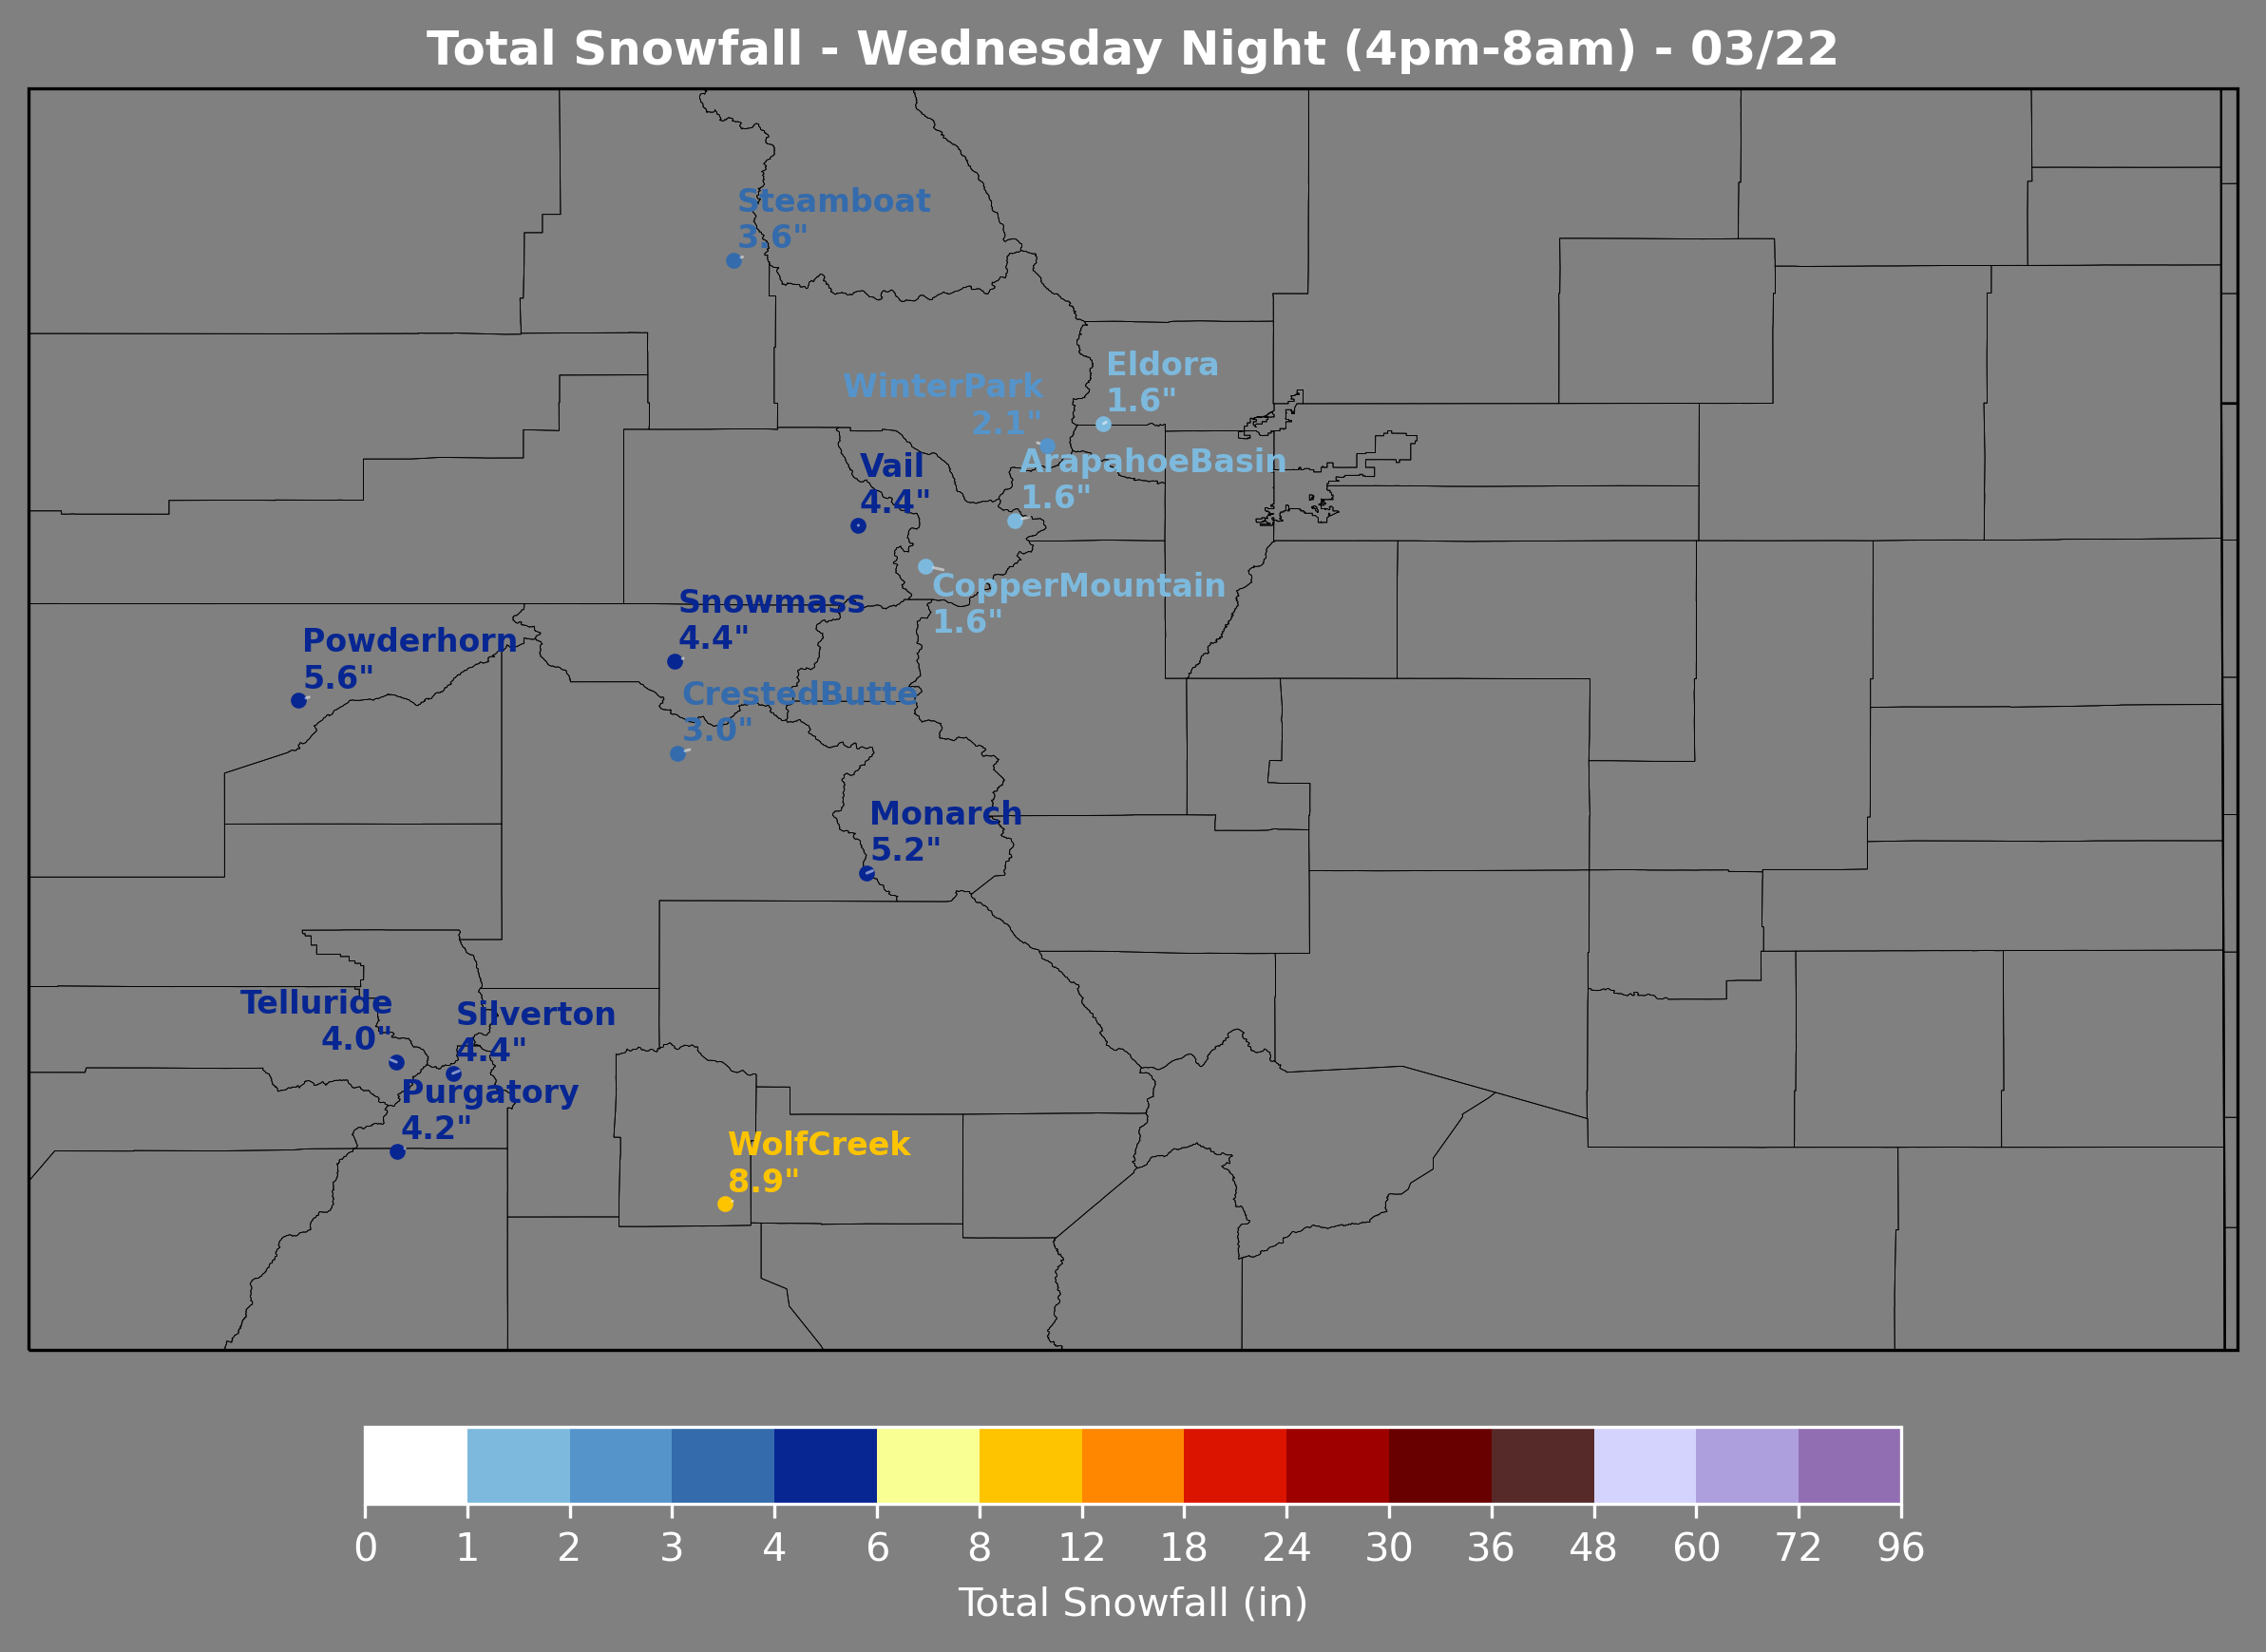 Total Snowfall - Wednesday Night (4pm-8am) - 03/22
Steamboat
3.6"
Eldora
1.6"
WinterPark
2.1"
Vail
4.4"
ArapahoeBasin
1.6"
CopperMountain
1.6"
Snowmass
4.4"
Powderhorn
5.6"
CrestedButte
3.0"
Monarch
5.2"
Telluride
4.0"
Silverton
4.4"
Purgatory
4.2"
WolfCreek
8.9"
0 1 2 3 4 6 8 12 18 24 30 36 48 60 72 96
Total Snowfall (in)